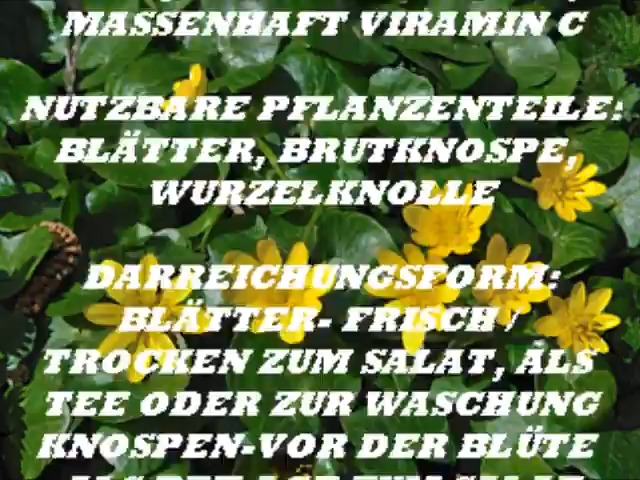 MASSENHAFT VIRAMIN C
NUTZBARE PFLANZENTEILE:
BLÄTTER, BRUTKNOSPE,
WURZELKNOLLE
DARREICHUNGSFORM:
BLÄTTER- FRISCH /
TROCKEN ZUM SALAT, ALS
TEE ODER ZUR WASCHUNG
KNOSPEN-VOR DER BLÜTE